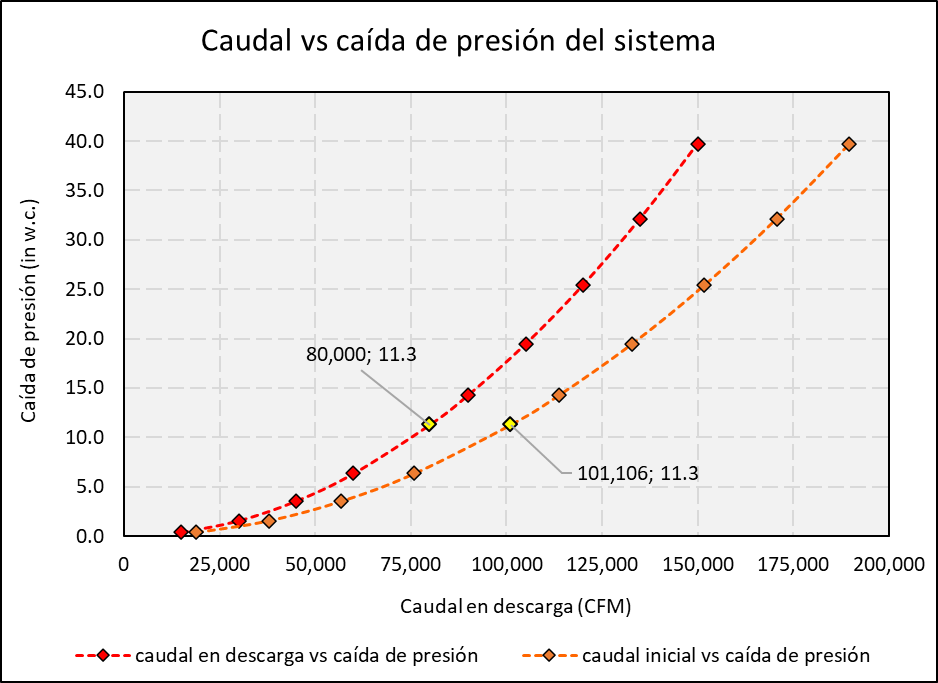 Caudal vs caída de presión del sistema
45.0
40.0
35.0
30.0
25.0
20.0
15.0
10.0
5.0
0.0
Caída de presión (in w.c.)
80,000; 11.3
101,106; 11.3
0 25,000 50,000 75,000 100,000 125,000 150,000 175,000 200,000
Caudal en descarga (CFM)
caudal en descarga vs caída de presión caudal inicial vs caída de presión